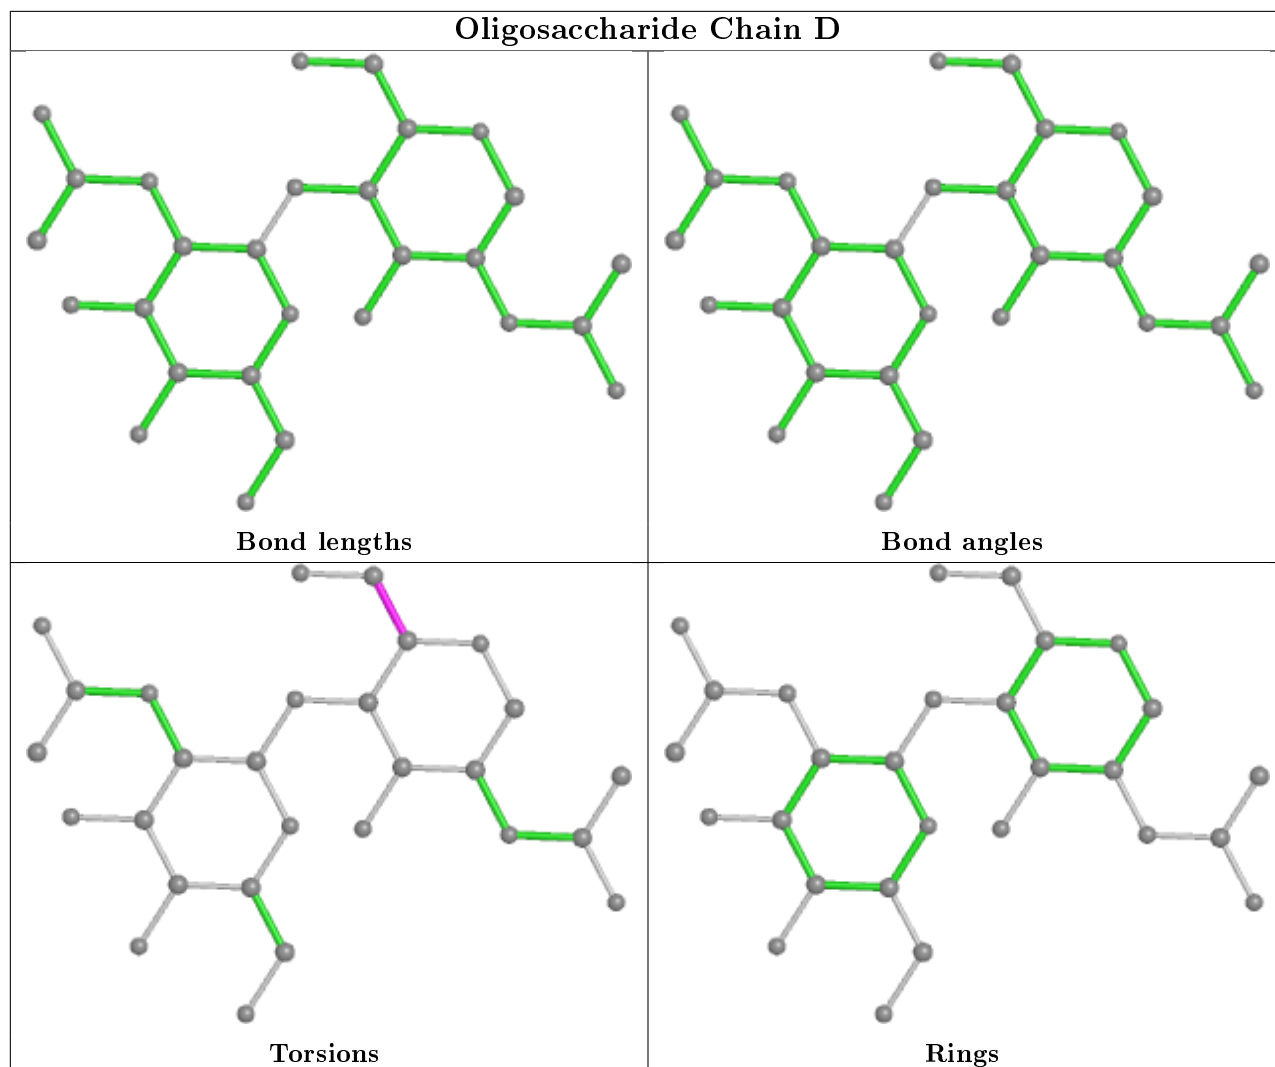 Oligosaccharide Chain D
Bond lengths
Bond angles
Torsions
Rings